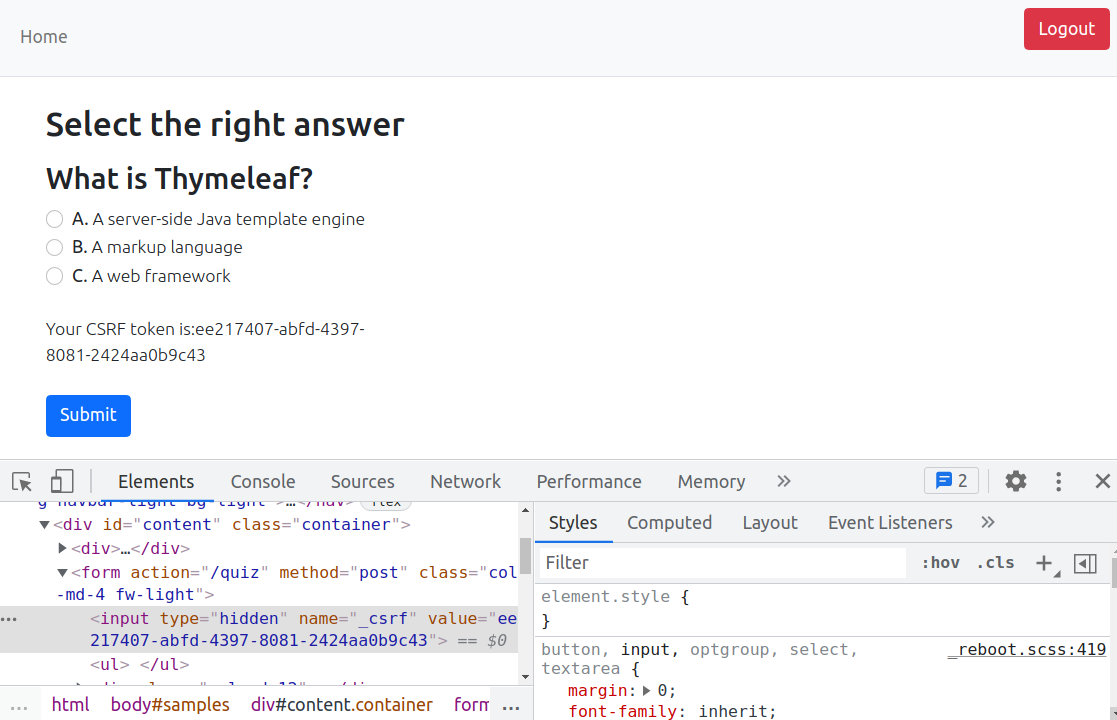 Home
Logout
Select the right answer
What is Thymeleaf?
A. A server-side Java template engine
B. A markup language
C. A web framework
Your CSRF token is:ee217407-abfd-4397-
8081-2424aa0b9c43
Submit
Elements Console Sources Network Performance Memory 2
<div id="content" class="container">
<div>…</div>
<form action="/quiz" method="post" class="col
-md-4 fw-light">
<input type="hidden" name="_csrf" value="ee
217407-abfd-4397-8081-2424aa0b9c43"> == $0
<ul> </ul>
... html body#samples div#content.container form ...
Styles Computed Layout Event Listeners
Filter :hov .cls
element.style {
}
button, input, optgroup, select, _reboot.scss:419
textarea {
margin: 0;
font-family: inherit;